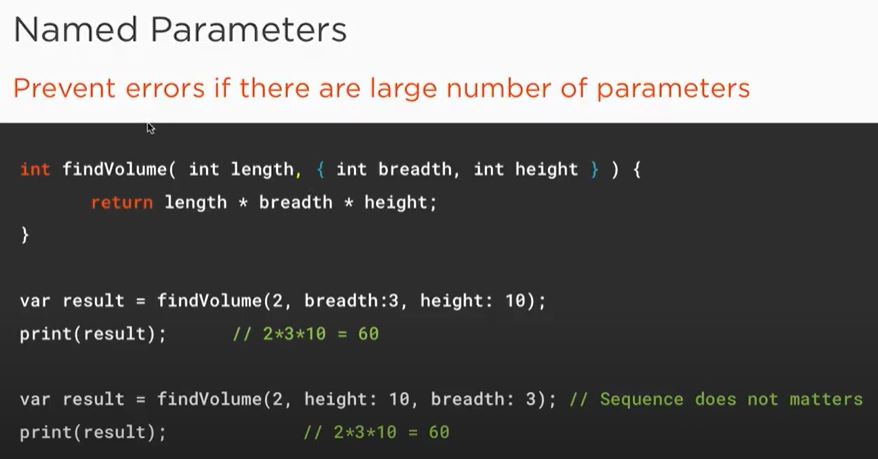 Named Parameters
Prevent errors if there are large number of parameters
int findVolume( int length, { int breadth, int height } ) {
return length * breadth * height;
}
var result = findVolume(2, breadth:3, height: 10);
print(result); // 2*3*10 = 60
var result = findVolume(2, height: 10, breadth: 3); // Sequence does not matters
print(result); // 2*3*10 = 60